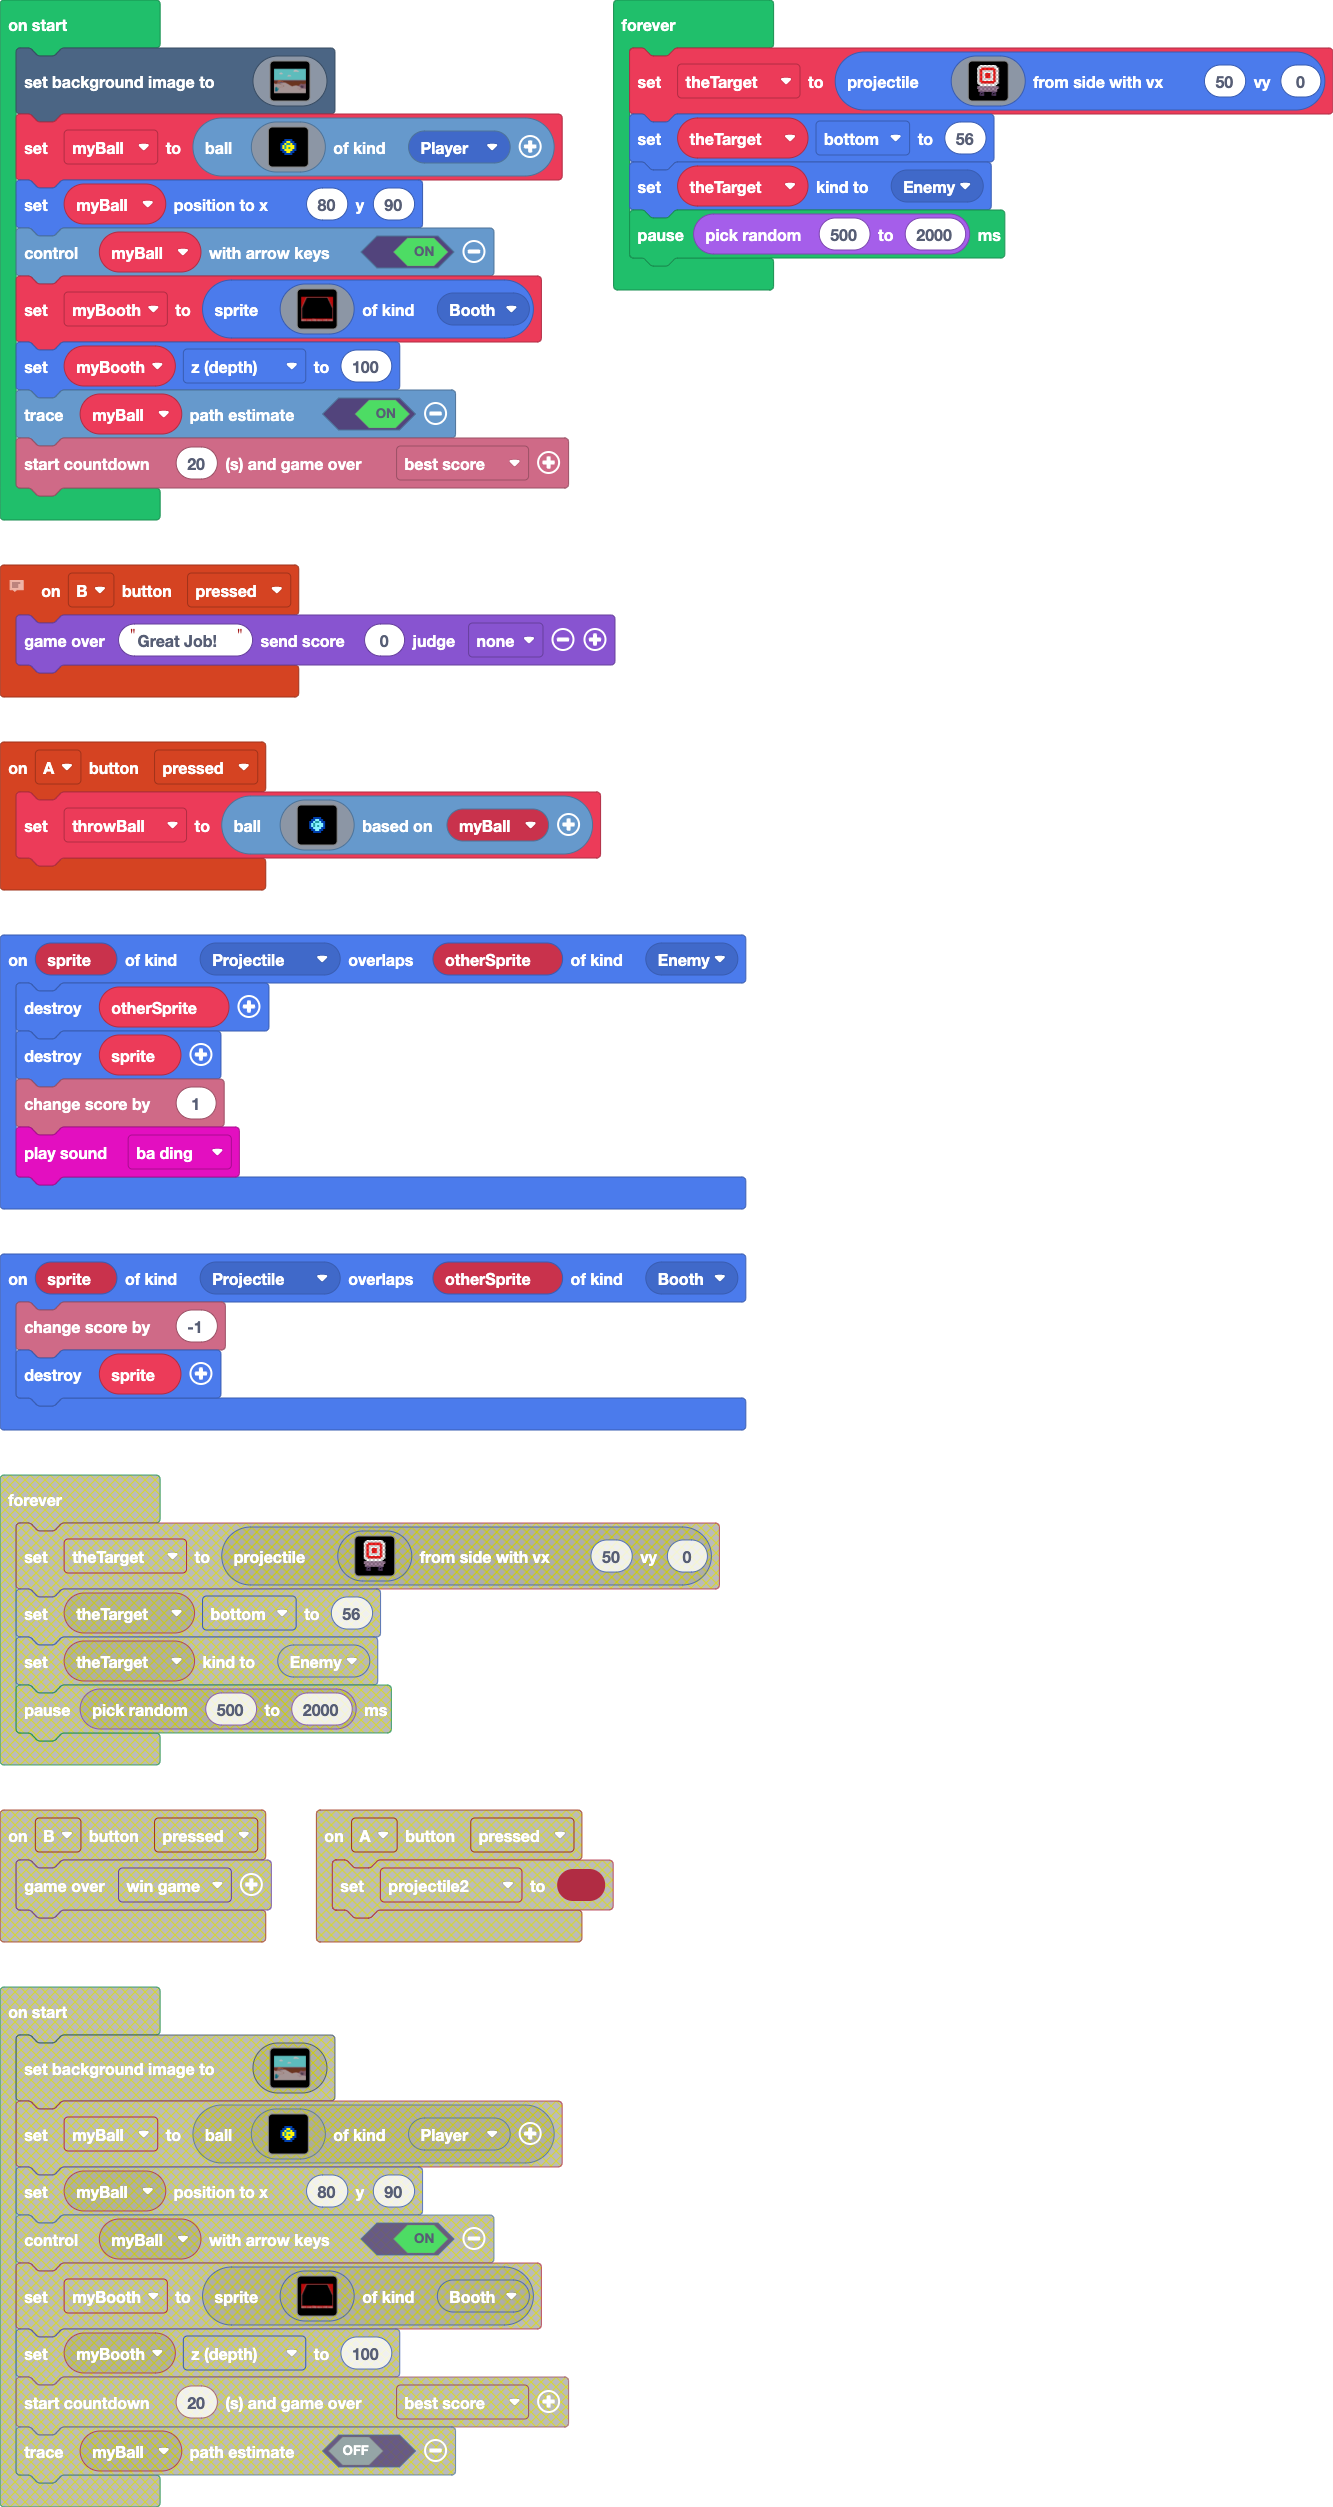 on start
set background image to
set myBall to ball of kind Player
set myBall position to x 80 y 90
control myBall with arrow keys ON
set myBooth to sprite of kind Booth
set myBooth z (depth) to 100
trace myBall path estimate ON
start countdown 20 (s) and game over best score
forever
set theTarget to projectile from side with vx 50 vy 0
set theTarget bottom to 56
set theTarget kind to Enemy
pause pick random 500 to 2000 ms
on B button pressed
game over "Great Job!" send score 0 judge none
on A button pressed
set throwBall to ball based on myBall
on sprite of kind Projectile overlaps otherSprite of kind Enemy
destroy otherSprite
destroy sprite
change score by 1
play sound ba ding
on sprite of kind Projectile overlaps otherSprite of kind Booth
change score by -1
destroy sprite
forever
set theTarget to projectile from side with vx 50 vy 0
set theTarget bottom to 56
set theTarget kind to Enemy
pause pick random 500 to 2000 ms
on B button pressed
game over win game
on A button pressed
set projectile2 to
on start
set background image to
set myBall to ball of kind Player
set myBall position to x 80 y 90
control myBall with arrow keys ON
set myBooth to sprite of kind Booth
set myBooth z (depth) to 100
start countdown 20 (s) and game over best score
trace myBall path estimate OFF